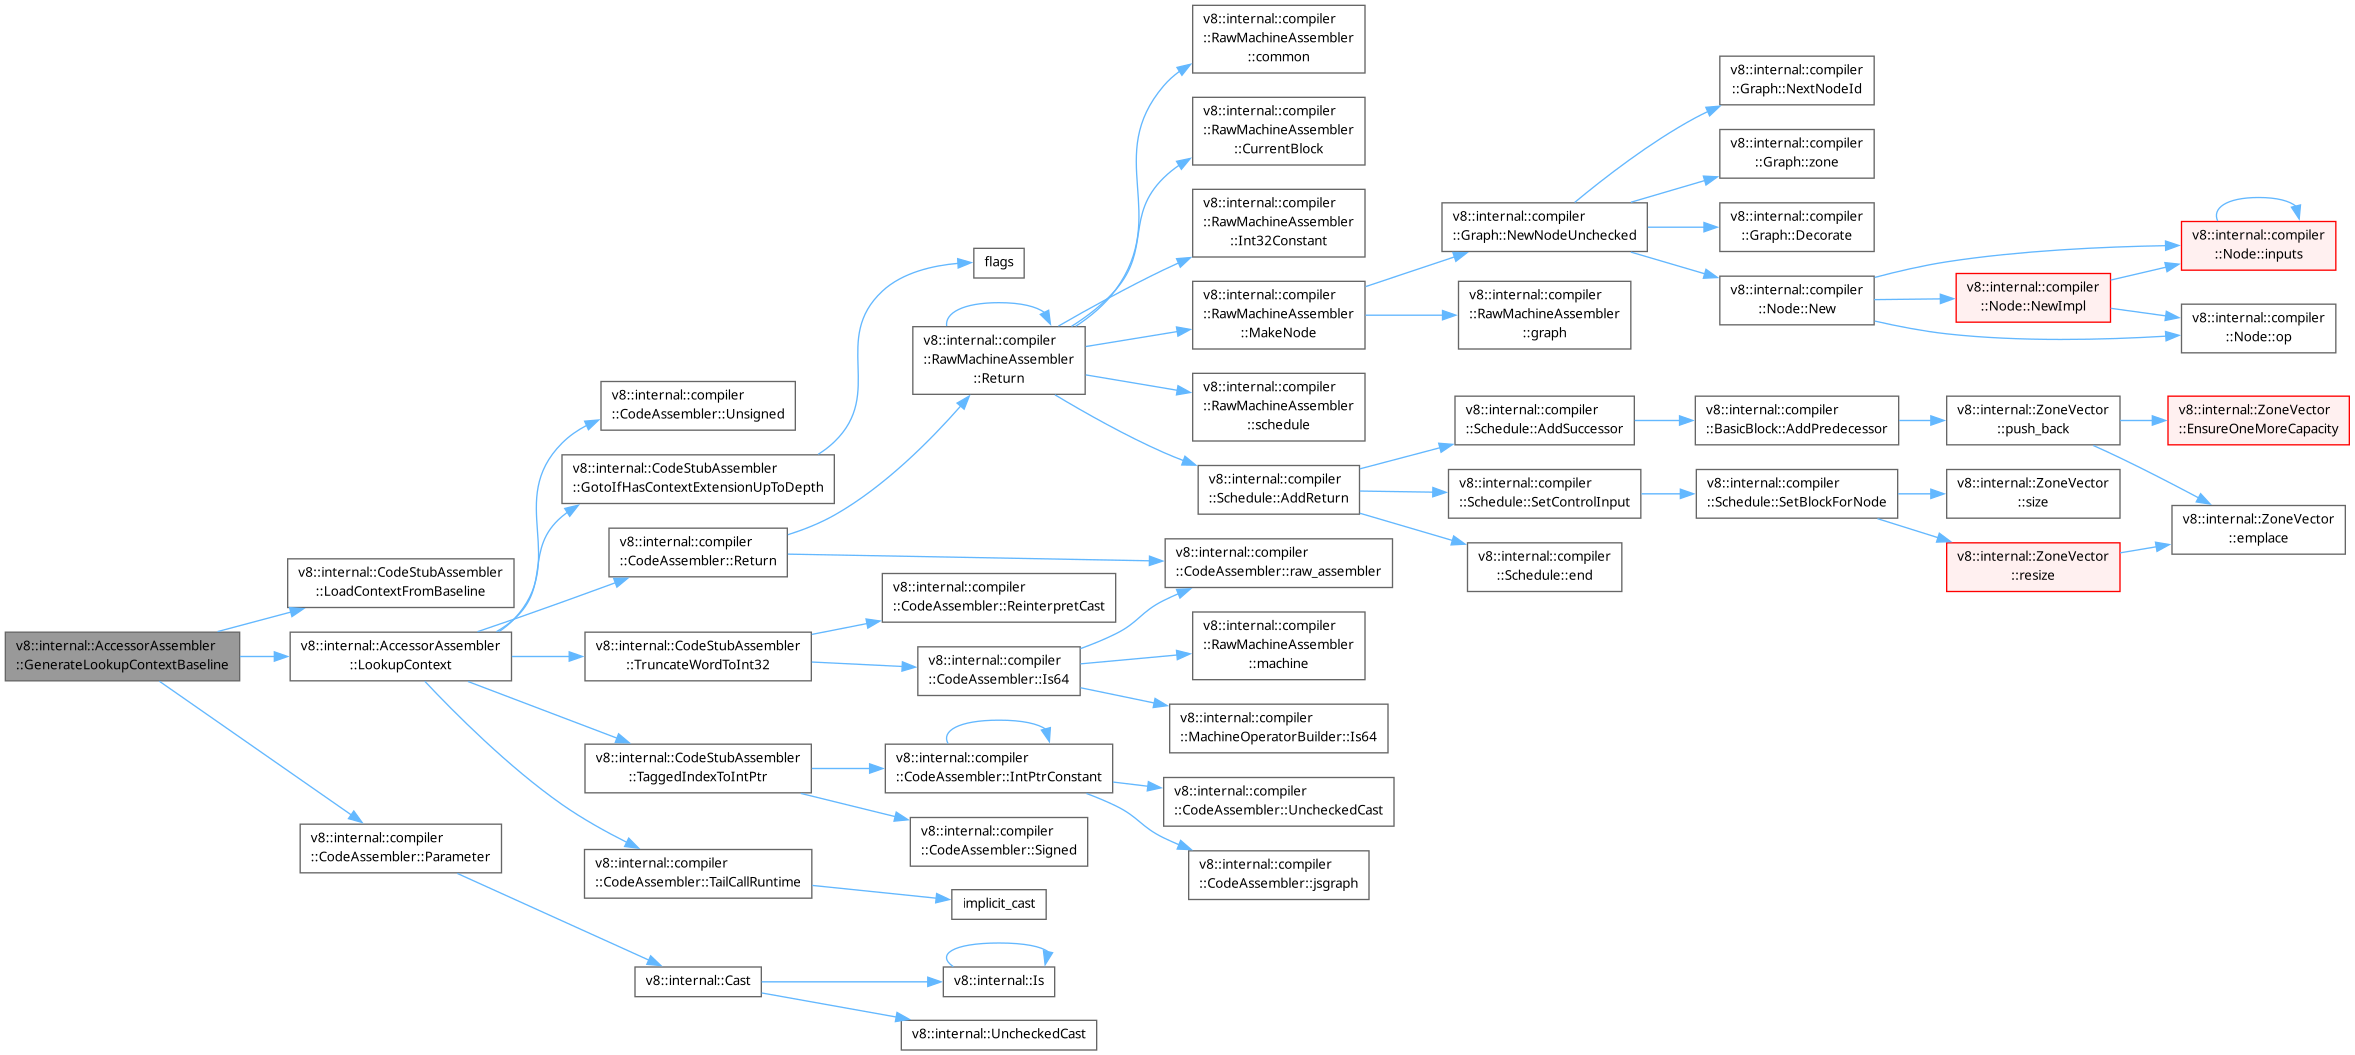 v8::internal::AccessorAssembler
::GenerateLookupContextBaseline
v8::internal::CodeStubAssembler
::LoadContextFromBaseline
v8::internal::AccessorAssembler
::LookupContext
v8::internal::compiler
::CodeAssembler::Parameter
v8::internal::compiler
::CodeAssembler::Unsigned
v8::internal::CodeStubAssembler
::GotoIfHasContextExtensionUpToDepth
v8::internal::compiler
::CodeAssembler::Return
v8::internal::CodeStubAssembler
::TruncateWordToInt32
v8::internal::CodeStubAssembler
::TaggedIndexToIntPtr
v8::internal::compiler
::CodeAssembler::TailCallRuntime
v8::internal::Cast
flags
v8::internal::compiler
::RawMachineAssembler
::Return
v8::internal::compiler
::CodeAssembler::ReinterpretCast
v8::internal::compiler
::CodeAssembler::Is64
v8::internal::compiler
::CodeAssembler::IntPtrConstant
v8::internal::compiler
::CodeAssembler::Signed
implicit_cast
v8::internal::Is
v8::internal::UncheckedCast
v8::internal::compiler
::RawMachineAssembler
::common
v8::internal::compiler
::RawMachineAssembler
::CurrentBlock
v8::internal::compiler
::RawMachineAssembler
::Int32Constant
v8::internal::compiler
::RawMachineAssembler
::MakeNode
v8::internal::compiler
::RawMachineAssembler
::schedule
v8::internal::compiler
::Schedule::AddReturn
v8::internal::compiler
::CodeAssembler::raw_assembler
v8::internal::compiler
::RawMachineAssembler
::machine
v8::internal::compiler
::MachineOperatorBuilder::Is64
v8::internal::compiler
::CodeAssembler::UncheckedCast
v8::internal::compiler
::CodeAssembler::jsgraph
v8::internal::compiler
::Graph::NewNodeUnchecked
v8::internal::compiler
::RawMachineAssembler
::graph
v8::internal::compiler
::Schedule::AddSuccessor
v8::internal::compiler
::Schedule::SetControlInput
v8::internal::compiler
::Schedule::end
v8::internal::compiler
::Graph::NextNodeId
v8::internal::compiler
::Graph::zone
v8::internal::compiler
::Graph::Decorate
v8::internal::compiler
::Node::New
v8::internal::compiler
::BasicBlock::AddPredecessor
v8::internal::compiler
::Schedule::SetBlockForNode
v8::internal::compiler
::Node::NewImpl
v8::internal::ZoneVector
::push_back
v8::internal::ZoneVector
::size
v8::internal::ZoneVector
::resize
v8::internal::compiler
::Node::inputs
v8::internal::compiler
::Node::op
v8::internal::ZoneVector
::EnsureOneMoreCapacity
v8::internal::ZoneVector
::emplace